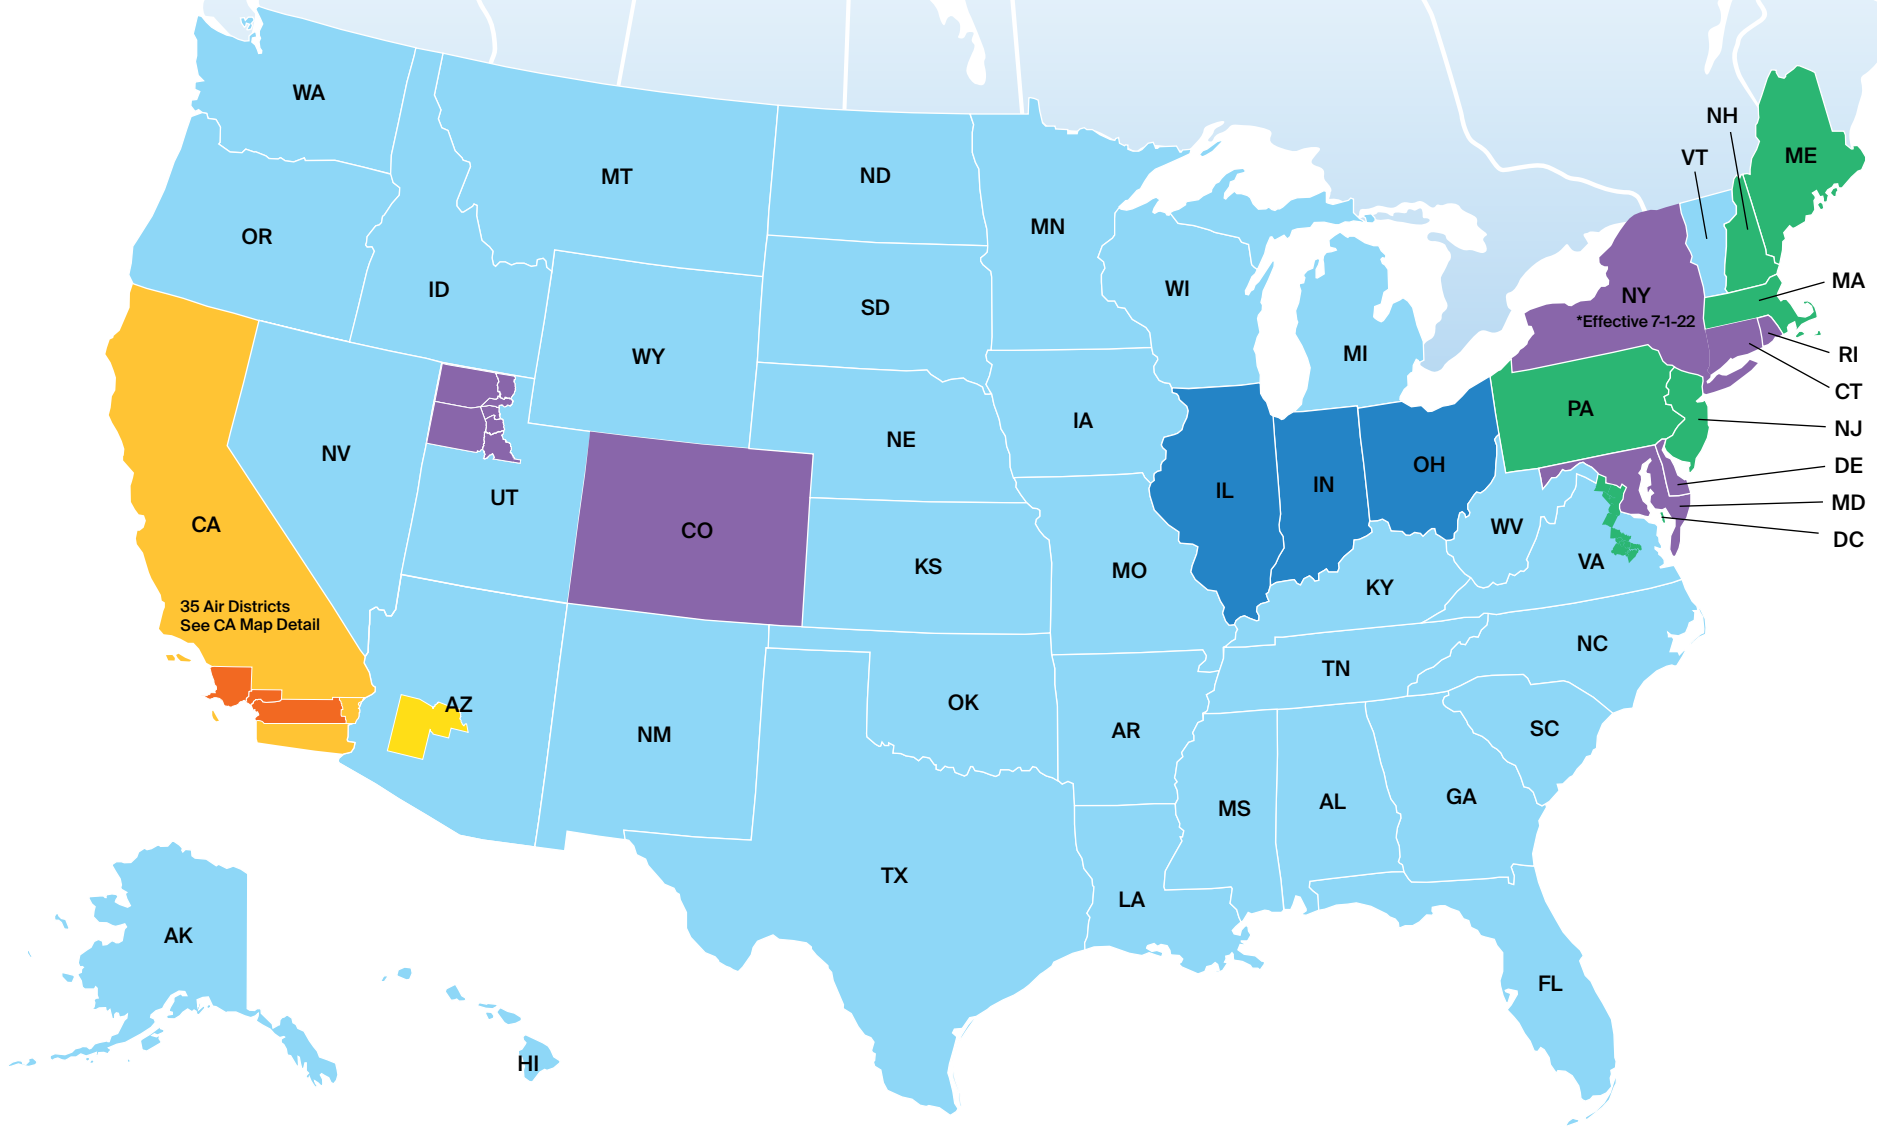 WA
OR
CA
35 Air Districts
See CA Map Detail
NV
ID
MT
WY
UT
CO
AZ
NM
ND
SD
NE
KS
OK
TX
MN
IA
MO
AR
LA
WI
IL
MI
IN
OH
KY
TN
MS
AL
GA
FL
SC
NC
VA
WV
PA
NY
*Effective 7-1-22
VT
NH
ME
MA
RI
CT
NJ
DE
MD
DC
AK
HI